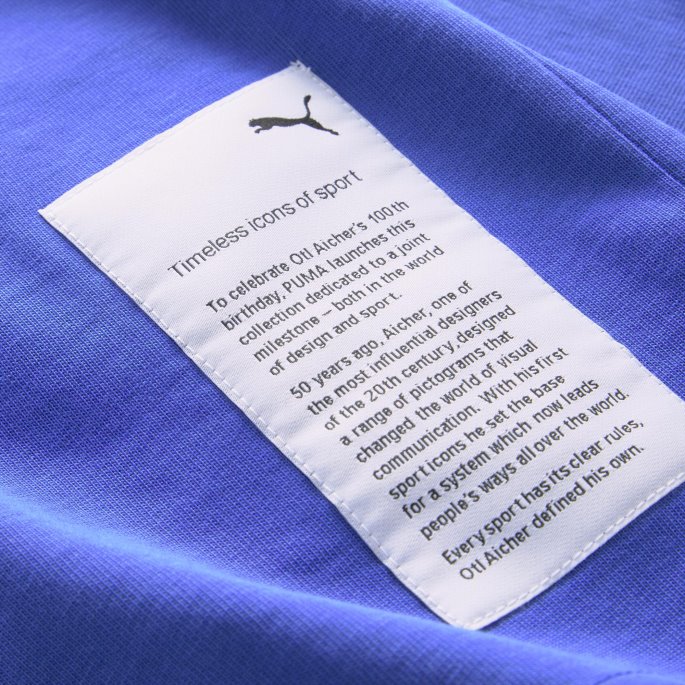 Timeless icons of sport
To celebrate Otl Aicher's 100th
birthday, PUMA launches this
collection dedicated to a joint
milestone – both in the world
of design and sport.
50 years ago, Aicher, one of
the most influential designers
of the 20th century, designed
a range of pictograms that
changed the world of visual
communication. With his first
sport icons he set the base
for a system which now leads
people's ways all over the world.
Every sport has its clear rules,
Otl Aicher defined his own.